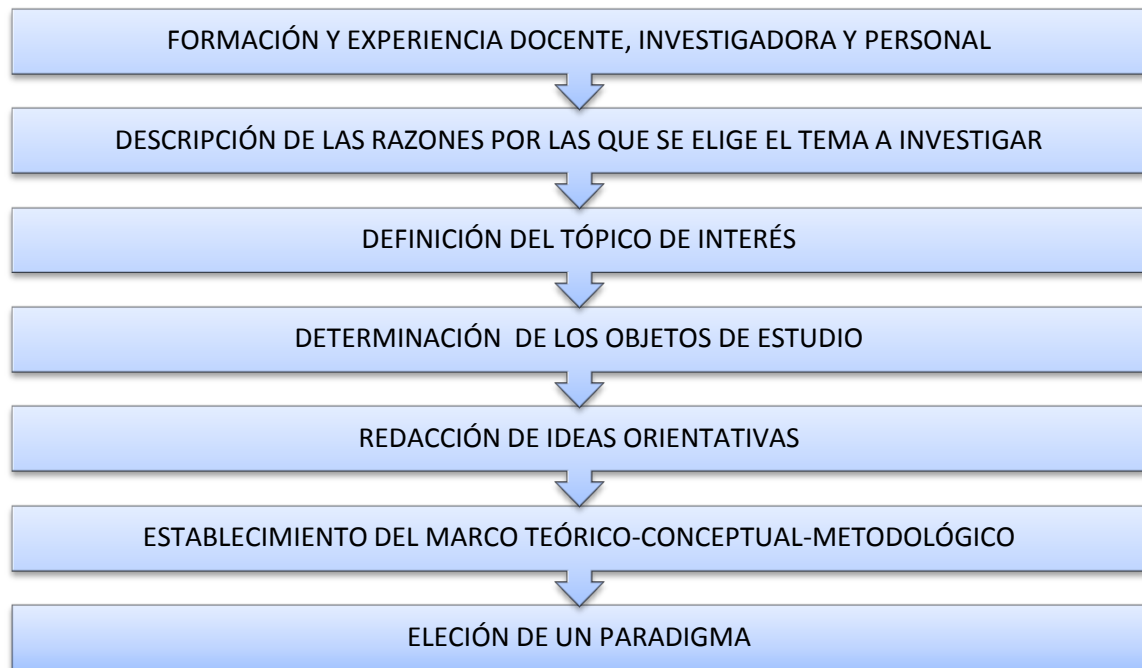 FORMACIÓN Y EXPERIENCIA DOCENTE, INVESTIGADORA Y PERSONAL
DESCRIPCIÓN DE LAS RAZONES POR LAS QUE SE ELIGE EL TEMA A INVESTIGAR
DEFINICIÓN DEL TÓPICO DE INTERÉS
DETERMINACIÓN  DE LOS OBJETOS DE ESTUDIO
REDACCIÓN DE IDEAS ORIENTATIVAS
ESTABLECIMIENTO DEL MARCO TEÓRICO-CONCEPTUAL-METODOLÓGICO
ELECIÓN DE UN PARADIGMA